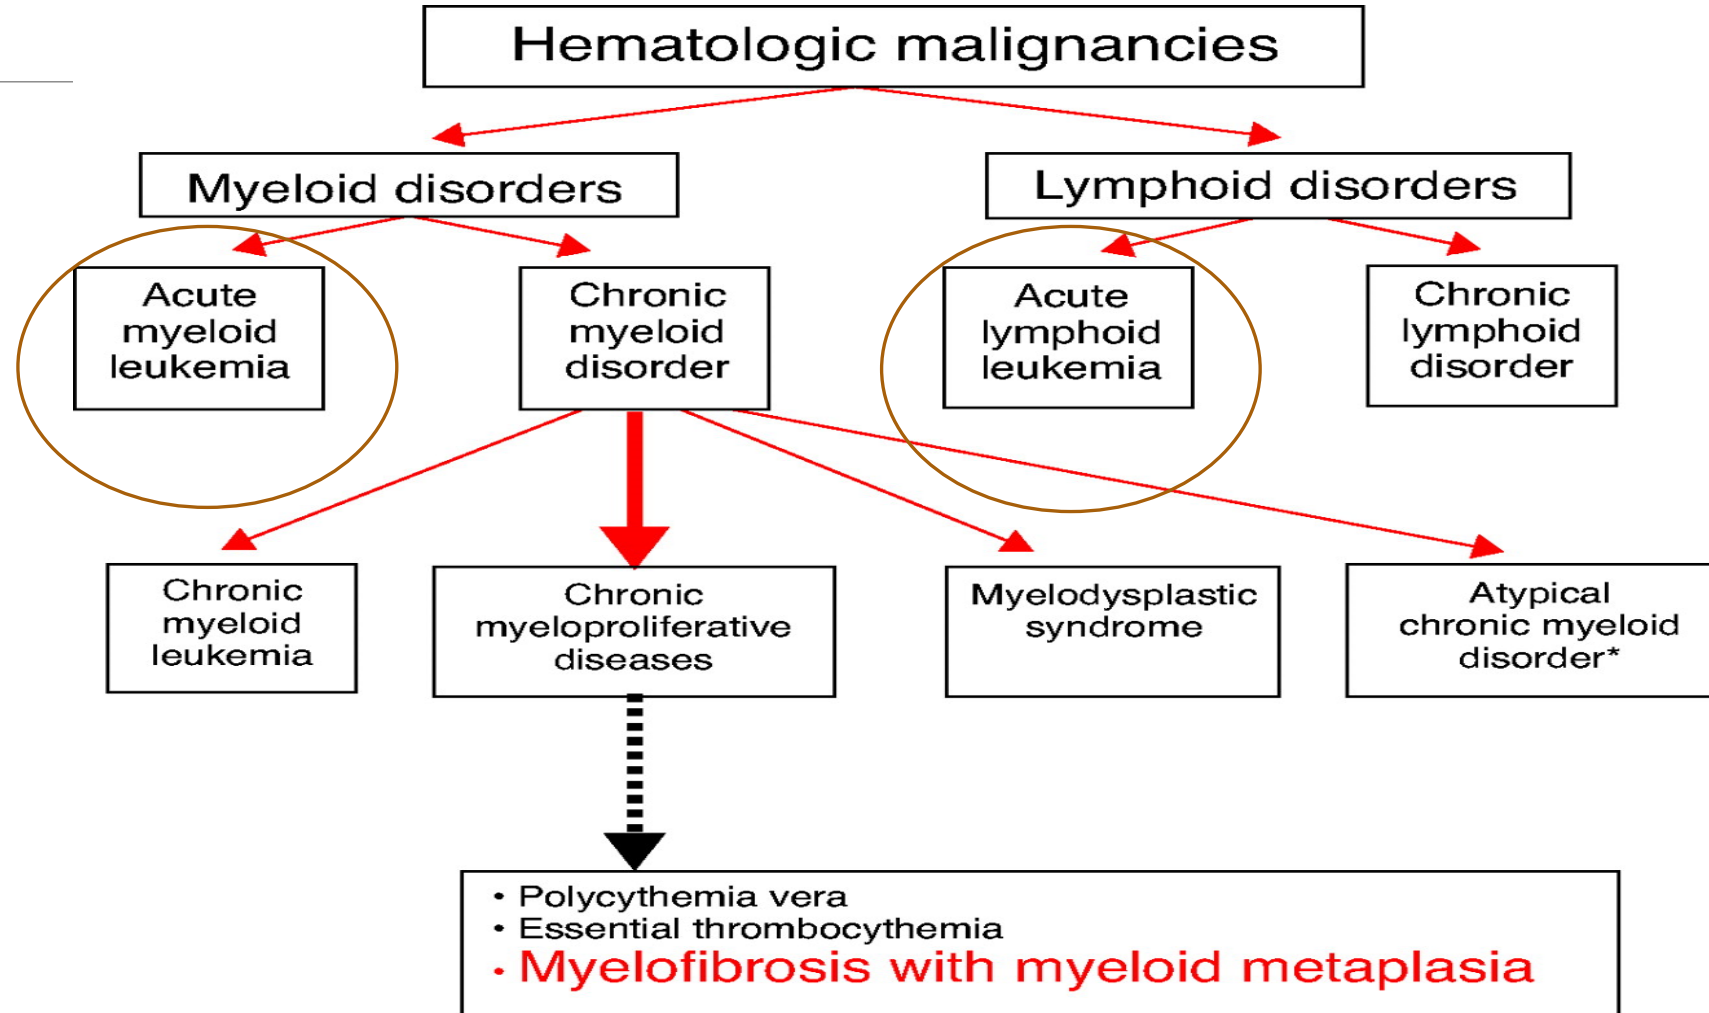 Hematologic malignancies
Myeloid disorders
Lymphoid disorders
Acute
myeloid
leukemia
Chronic
myeloid
disorder
Acute
lymphoid
leukemia
Chronic
lymphoid
disorder
Chronic
myeloid
leukemia
Chronic
myeloproliferative
diseases
Myelodysplastic
syndrome
Atypical
chronic myeloid
disorder*
• Polycythemia vera
• Essential thrombocythemia
• Myelofibrosis with myeloid metaplasia